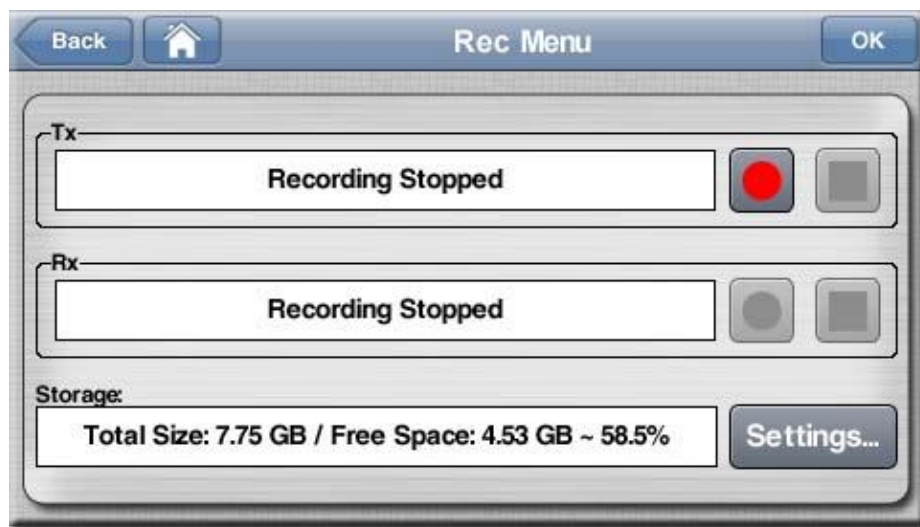 Back
Rec Menu
OK
Tx
Recording Stopped
Rx
Recording Stopped
Storage:
Total Size: 7.75 GB / Free Space: 4.53 GB ~ 58.5%
Settings...